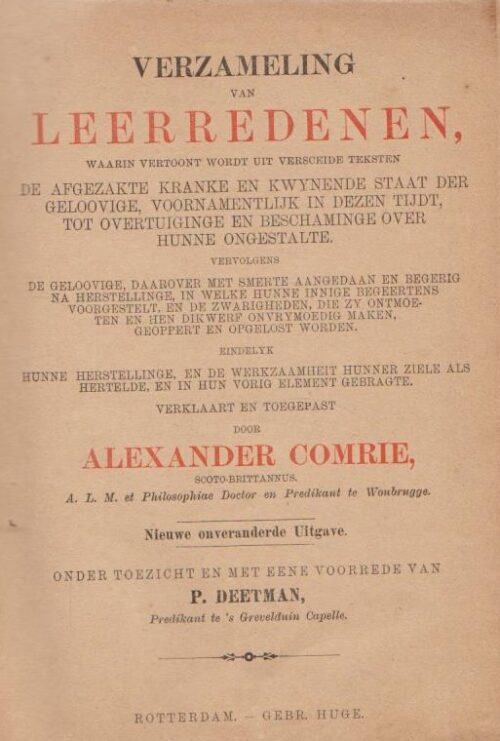 VERZAMELING
VAN
LEERREDENEN,
WAARIN VERTOONT WORDT UIT VERSCEIDE TEKSTEN
DE AFGEZAKTE KRANKE EN KWYNENDE STAAT DER
GELOOVIGE, VOORNAMENTLIJK IN DEZEN TIJDT,
TOT OVERTUIGINGE EN BESCHAMINGE OVER
HUNNE ONGESTALTE.
VERVOLGENS
DE GELOOVIGE, DAAROVER MET SMERTE AANGEDAAN EN BEGERIG
NA HERSTELLINGE, IN WELKE HUNNE INNIGE BEGEERTENS
VOORGESTELT, EN DE ZWARIGHEDEN, DIE ZY ONTMOE-
TEN EN HEN DIKWERF ONVRYMOEDIG MAKEN,
GEOPPERT EN OPGELOST WORDEN.
EINDELYK
HUNNE HERSTELLINGE, EN DE WERKZAAMHEIT HUNNER ZIELE ALS
HERTELDE, EN IN HUN VORIG ELEMENT GEBRAGTE.
VERKLAART EN TOEGEPAST
DOOR
ALEXANDER COMRIE,
SCOTO-BRITTANNUS.
A. L. M. et Philosophiae Doctor en Predikant te Woubrugge.
Nieuwe onveranderde Uitgave.
ONDER TOEZICHT EN MET EENE VOORREDE VAN
P. DEETMAN,
Predikant te 's Grevelduin Capelle.
ROTTERDAM. — GEBR. HUGE.